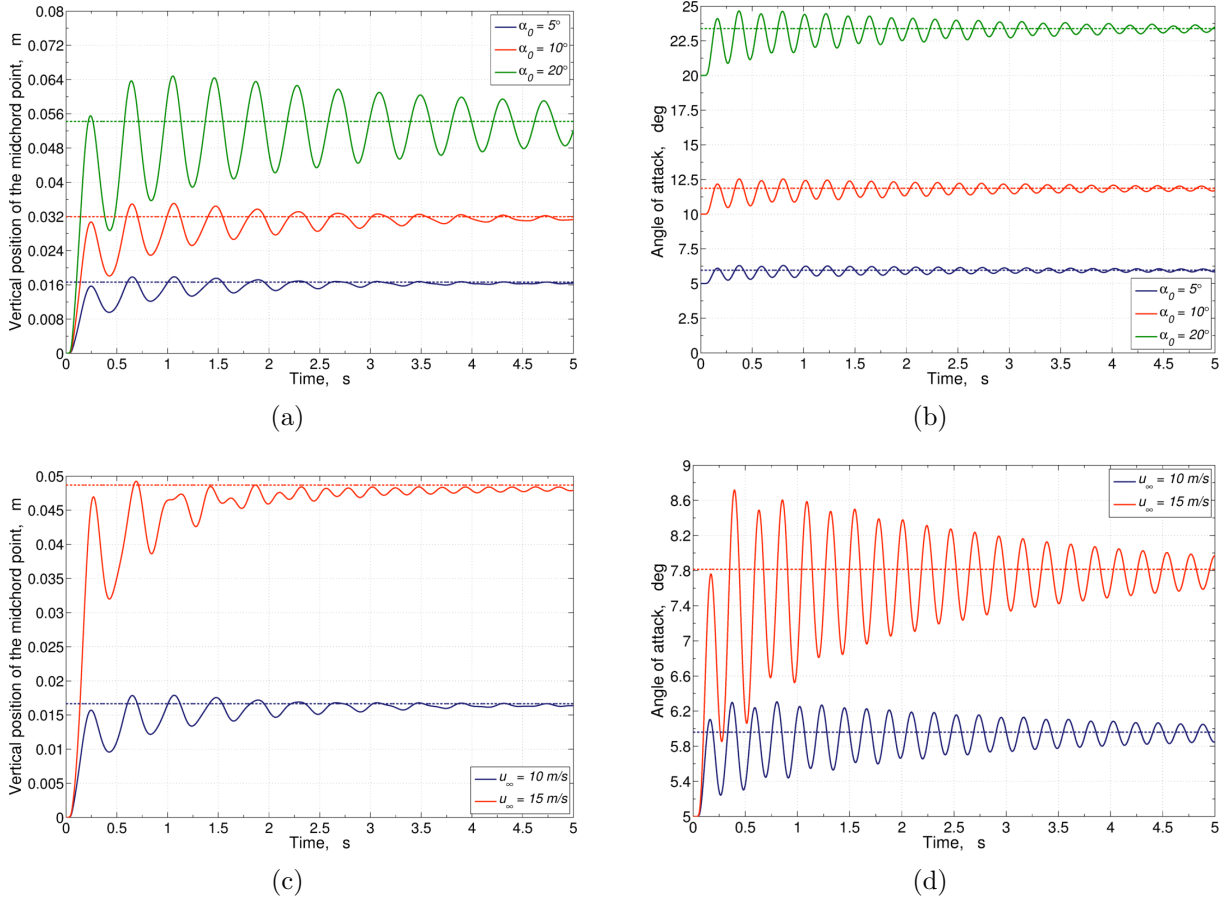 Vertical position of the midchord point, m
0.08
0.072
0.064
0.056
0.048
0.04
0.032
0.024
0.016
0.008
0
α0 = 5°
α0 = 10°
α0 = 20°
0 0.5 1 1.5 2 2.5 3 3.5 4 4.5 5
Time, s
(a)
Angle of attack, deg
25
22.5
20
17.5
15
12.5
10
7.5
5
2.5
0
α0 = 5°
α0 = 10°
α0 = 20°
0 0.5 1 1.5 2 2.5 3 3.5 4 4.5 5
Time, s
(b)
Vertical position of the midchord point, m
0.05
0.045
0.04
0.035
0.03
0.025
0.02
0.015
0.01
0.005
0
u∞ = 10 m/s
u∞ = 15 m/s
0 0.5 1 1.5 2 2.5 3 3.5 4 4.5 5
Time, s
(c)
Angle of attack, deg
9
8.6
8.2
7.8
7.4
7
6.6
6.2
5.8
5.4
5
u∞ = 10 m/s
u∞ = 15 m/s
0 0.5 1 1.5 2 2.5 3 3.5 4 4.5 5
Time, s
(d)